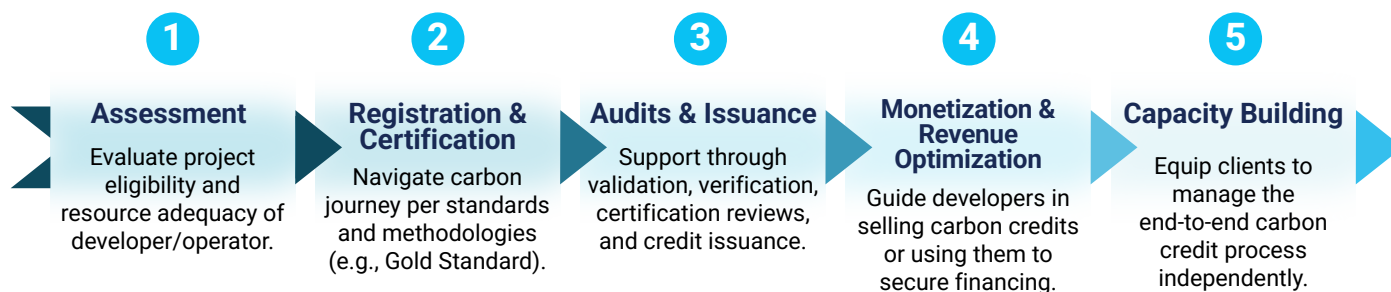 1
Assessment
Evaluate project
eligibility and
resource adequacy of
developer/operator.
2
Registration &
Certification
Navigate carbon
journey per standards
and methodologies
(e.g., Gold Standard).
3
Audits & Issuance
Support through
validation, verification,
certification reviews,
and credit issuance.
4
Monetization &
Revenue
Optimization
Guide developers in
selling carbon credits
or using them to
secure financing.
5
Capacity Building
Equip clients to
manage the
end-to-end carbon
credit process
independently.